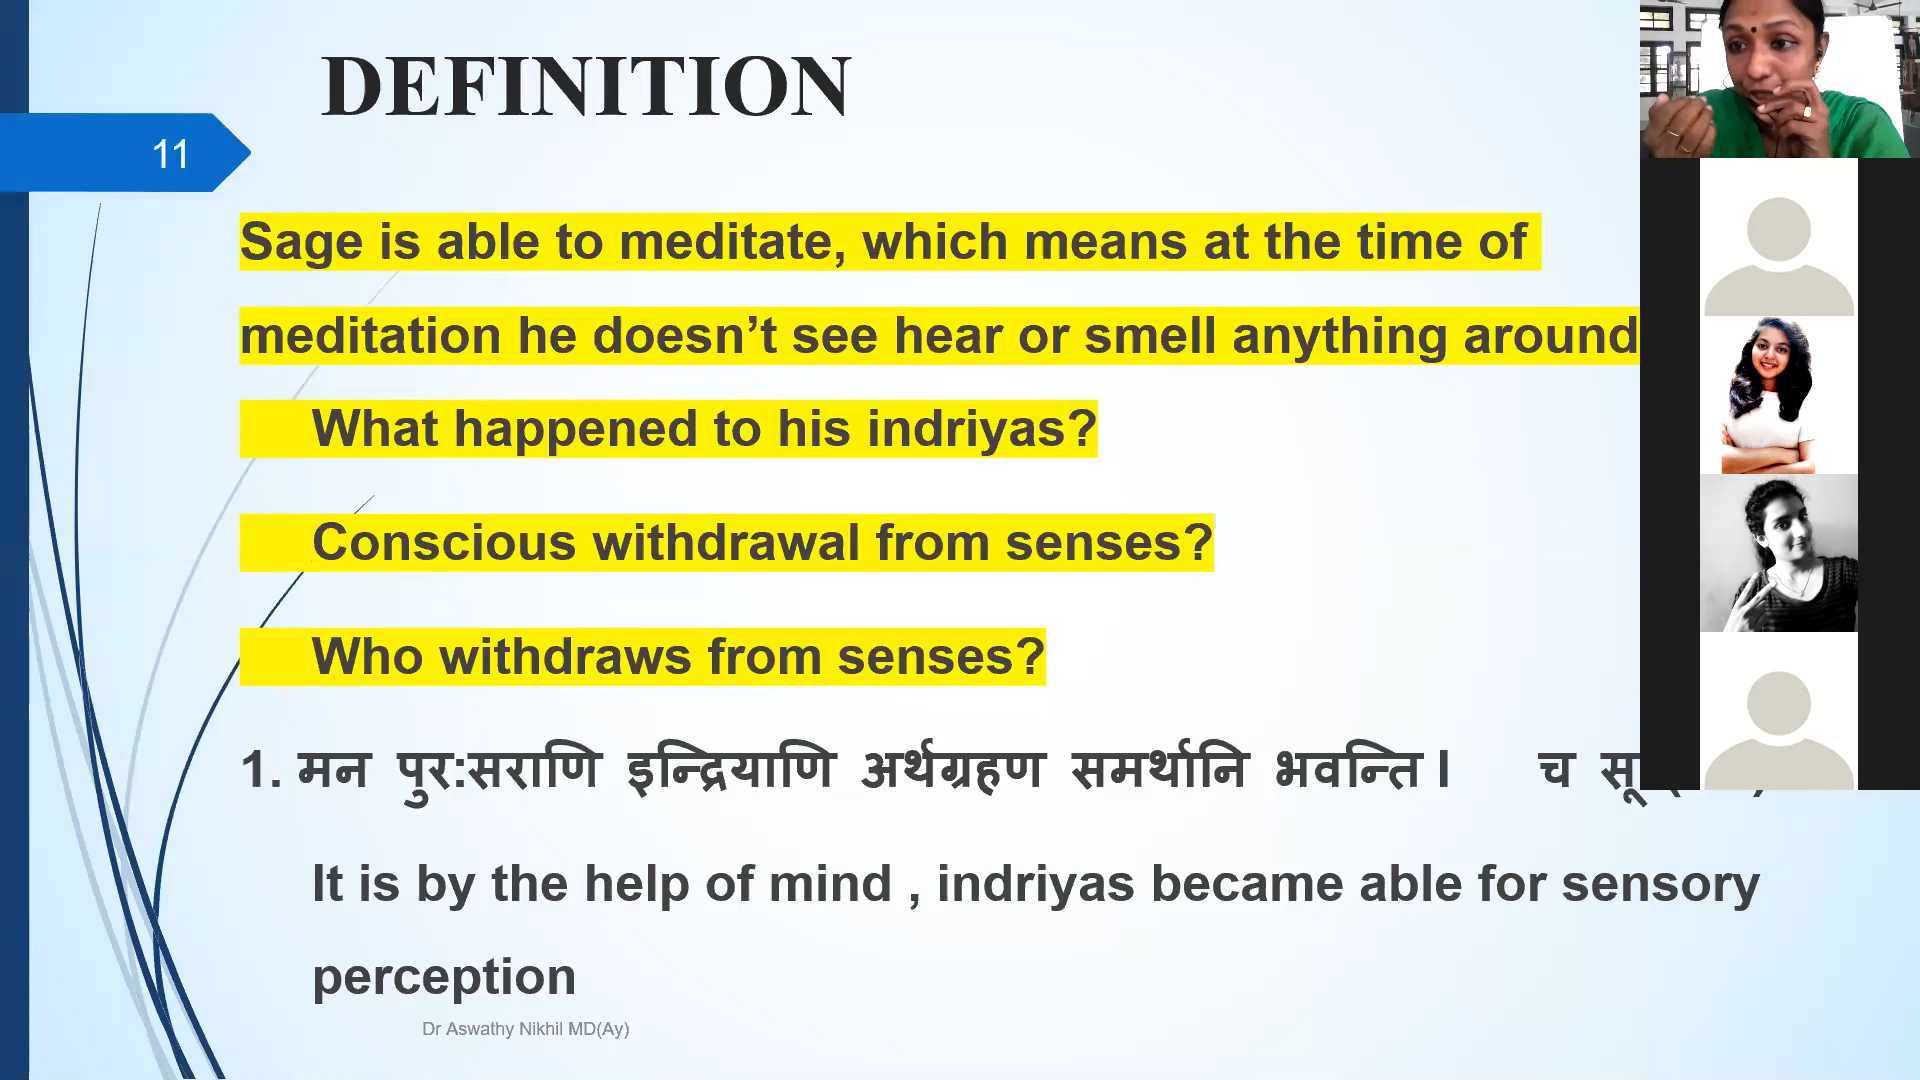 DEFINITION
11
Sage is able to meditate, which means at the time of
meditation he doesn’t see hear or smell anything around
What happened to his indriyas?
Conscious withdrawal from senses?
Who withdraws from senses?
1. मन पुर:सराणि इन्द्रियाणि अर्थग्रहण समर्थानि भवन्ति l च सू
It is by the help of mind , indriyas became able for sensory
perception
Dr Aswathy Nikhil MD(Ay)